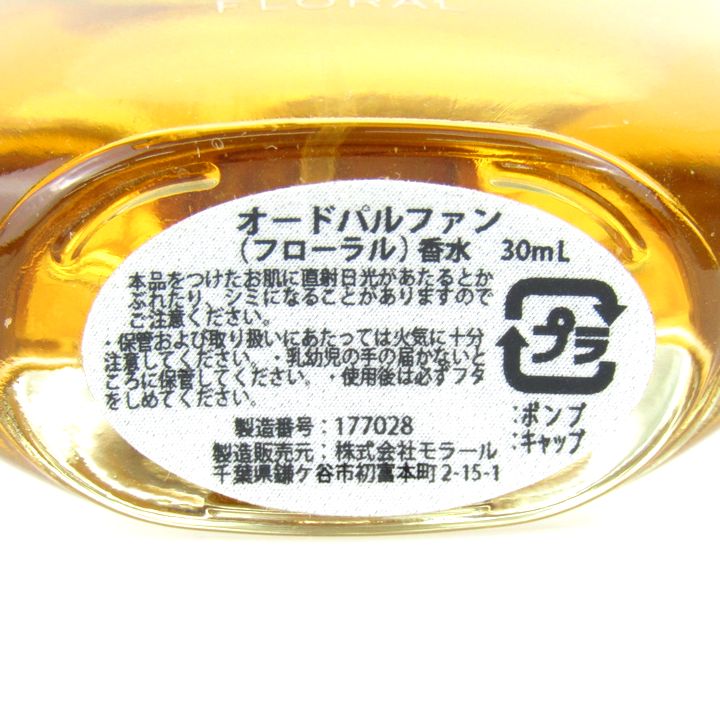 FLORAL
オードパルファン
（フローラル）香水 30mL
本品をつけたお肌に直射日光があたるとか
ぶれたり、シミになることがありますので
ご注意ください。
・保管および取り扱いにあたっては火気に十分
注意してください。・乳幼児の手の届かないと
ころに保管してください。・使用後は必ずフタ
をしめてください。
プラ
:ポンプ
:キャップ
製造番号：177028
製造販売元：株式会社モラール
千葉県鎌ケ谷市初富本町2-15-1